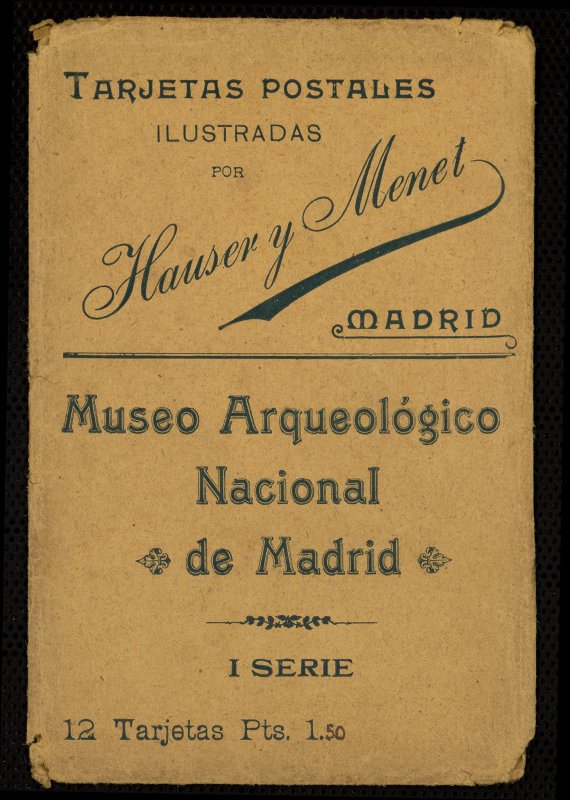 TARJETAS POSTALES
ILUSTRADAS
POR
Hauser y Menet
MADRID
Museo Arqueológico
Nacional
de Madrid
I SERIE
12 Tarjetas Pts. 1.50